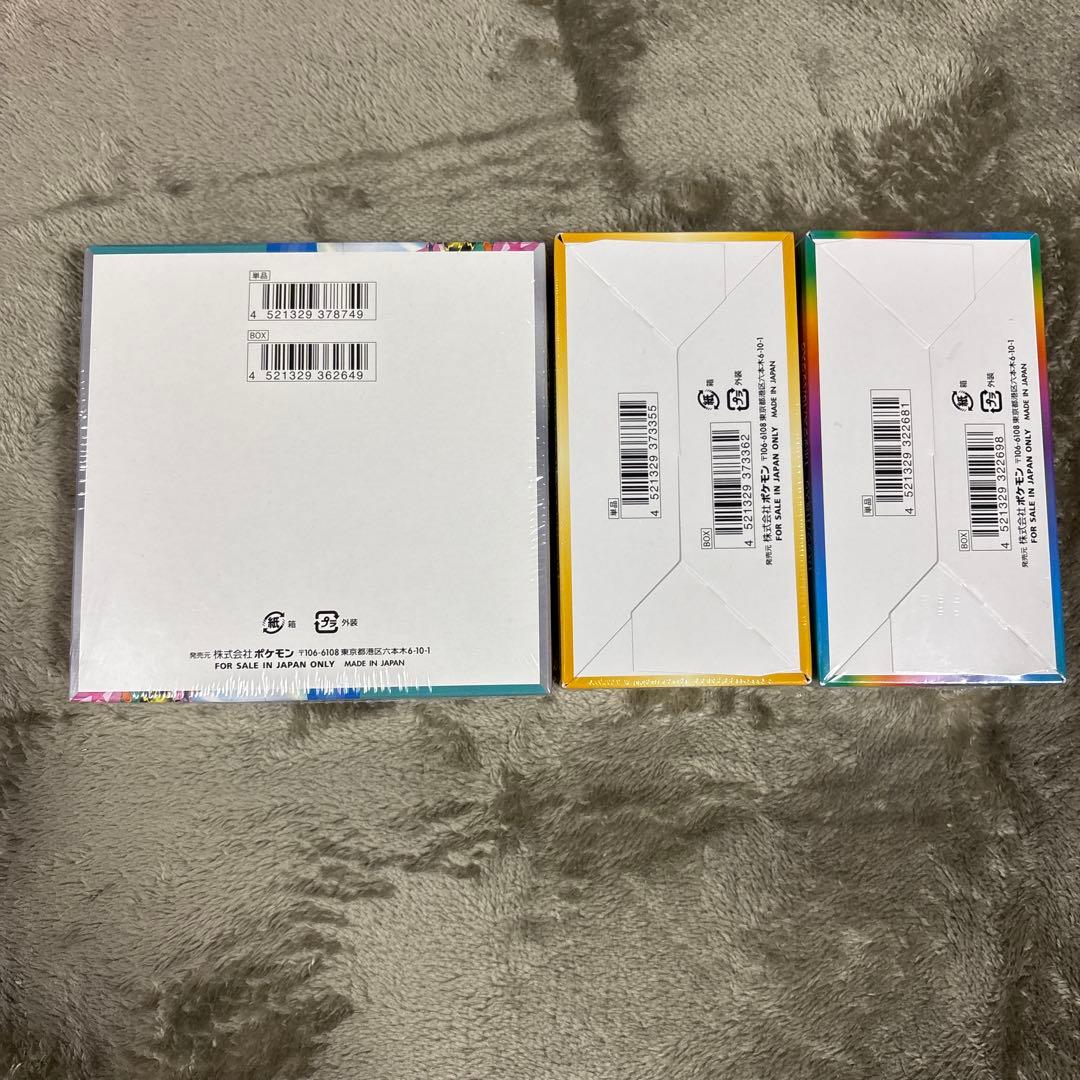 単品
4 521329 378749
BOX
4 521329 362649
紙 箱 プラ 外装
発売元 株式会社ポケモン 〒106-6108 東京都港区六本木6-10-1
FOR SALE IN JAPAN ONLY MADE IN JAPAN
単品
4 521329 373355
BOX
4 521329 373362
紙 箱 プラ 外装
発売元 株式会社ポケモン 〒106-6108 東京都港区六本木6-10-1
FOR SALE IN JAPAN ONLY MADE IN JAPAN
単品
4 521329 322681
BOX
4 521329 322698
紙 箱 プラ 外装
発売元 株式会社ポケモン 〒106-6108 東京都港区六本木6-10-1
FOR SALE IN JAPAN ONLY MADE IN JAPAN